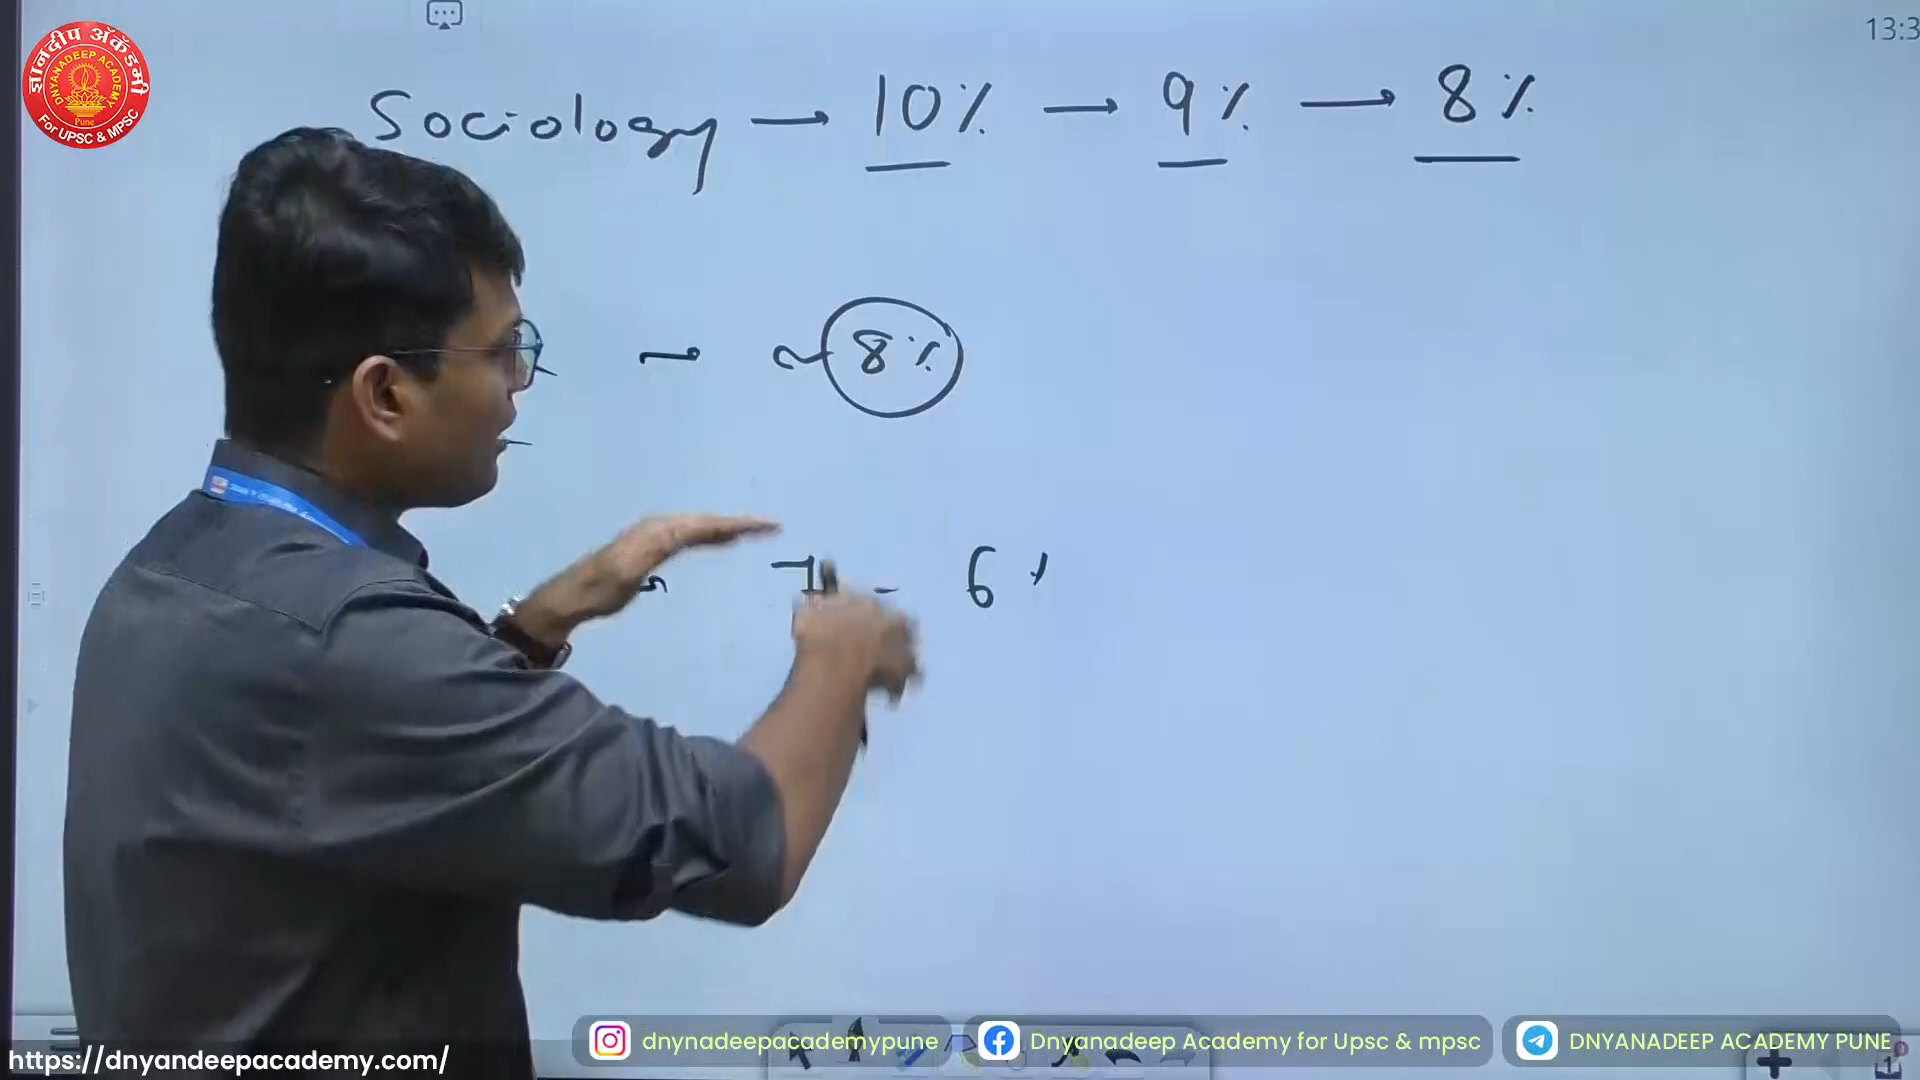 13:3
ज्ञानदीप अ‍ॅकॅडमी
DNYANADEEP ACADEMY
Pune
For UPSC & MPSC
Sociology → 10% → 9% → 8%
→ ~ 8%
7 - 6%
dnynadeepacademypune
Dnyanadeep Academy for Upsc & mpsc
DNYANADEEP ACADEMY PUNE
https://dnyandeepacademy.com/